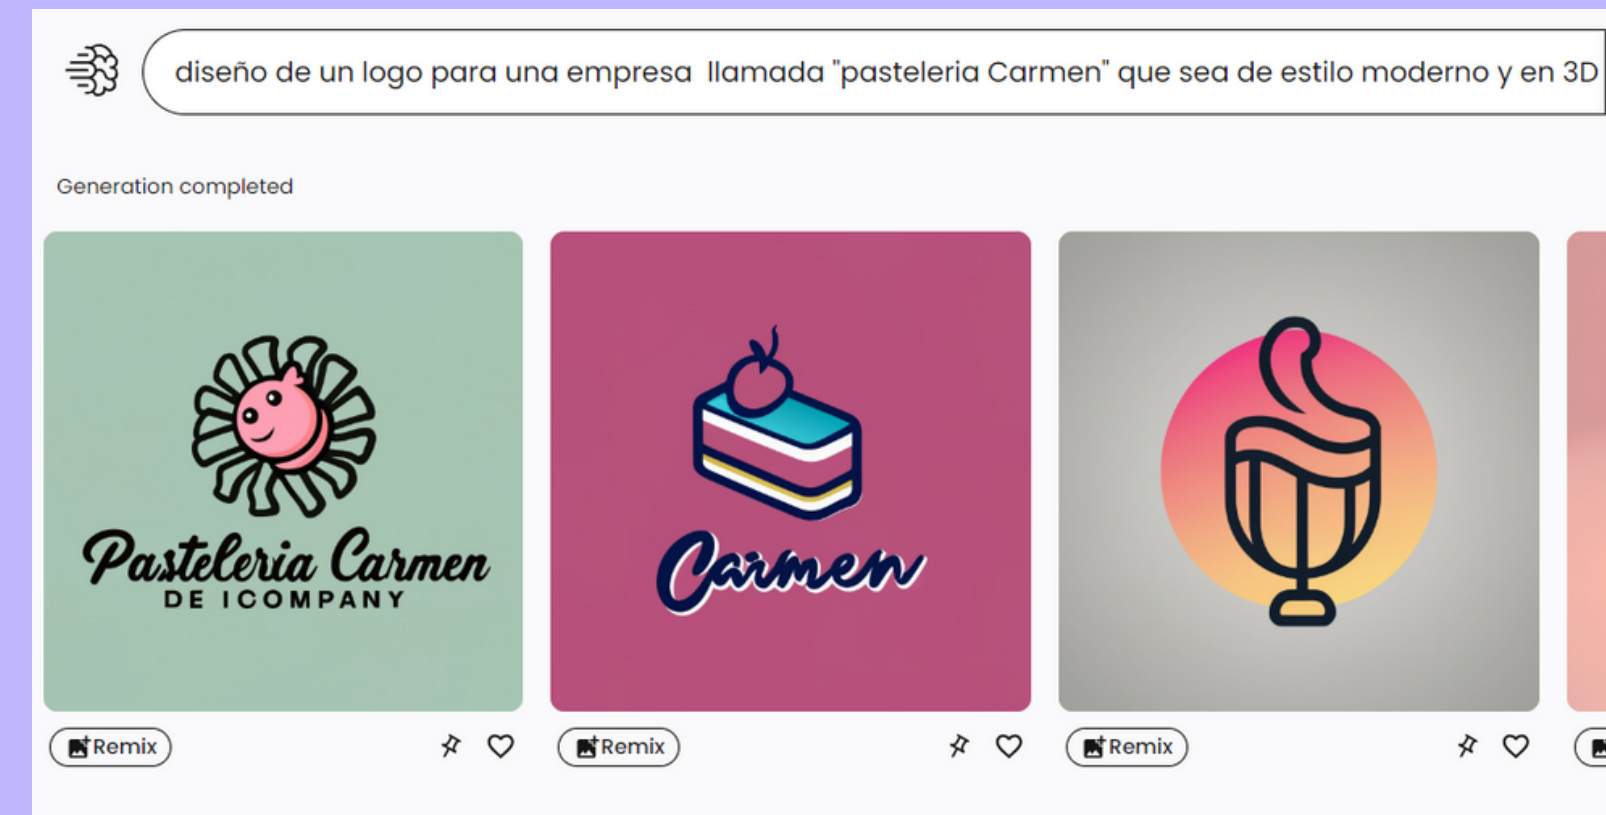 diseño de un logo para una empresa llamada "pasteleria Carmen" que sea de estilo moderno y en 3D
Generation completed
Pasteleria Carmen
DE ICOMPANY
Carmen
Remix
Remix
Remix